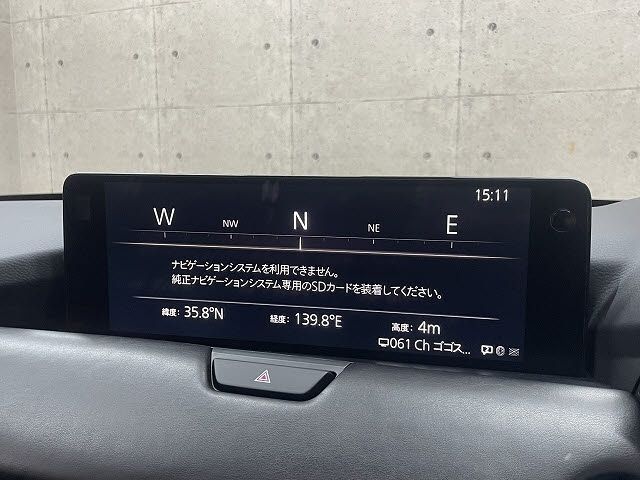 15:11
W NW N NE E
ナビゲーションシステムを利用できません。
純正ナビゲーションシステム専用のSDカードを装着してください。
緯度: 35.8°N 経度: 139.8°E 高度: 4m
061 Ch ゴゴス...